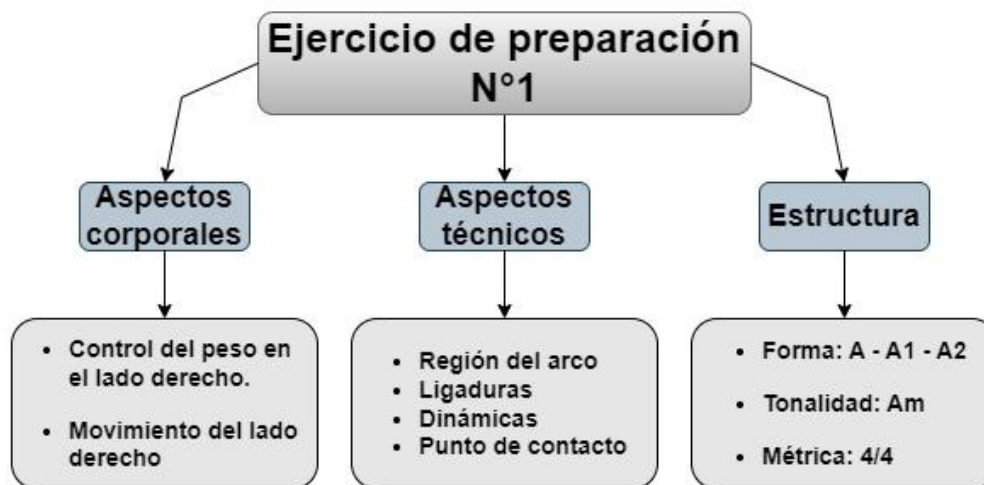 Ejercicio de preparación
N°1
Aspectos
corporales
Aspectos
técnicos
Estructura
• Control del peso en
el lado derecho.
• Movimiento del lado
derecho
• Región del arco
• Ligaduras
• Dinámicas
• Punto de contacto
• Forma: A - A1 - A2
• Tonalidad: Am
• Métrica: 4/4